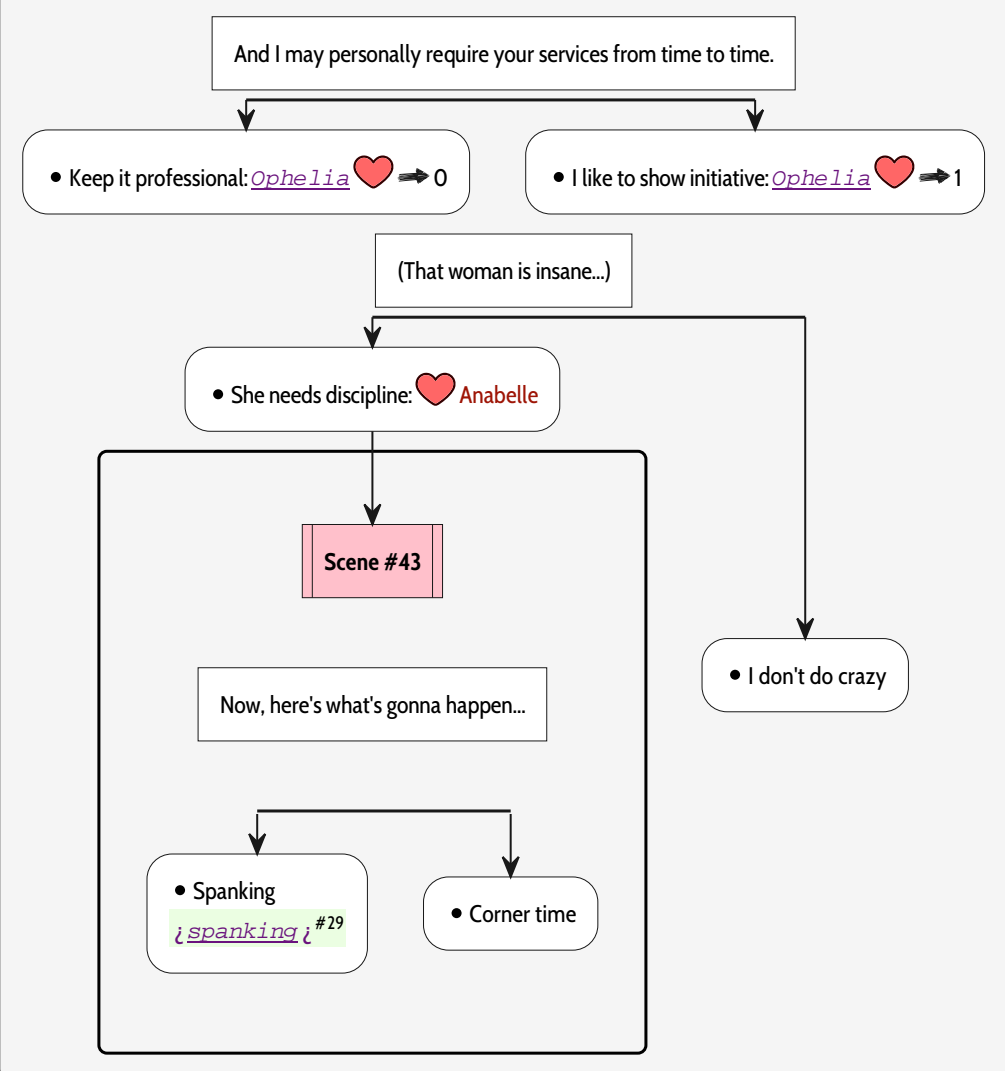 And I may personally require your services from time to time.
• Keep it professional: Ophelia ❤ ➡ 0
• I like to show initiative: Ophelia ❤ ➡ 1
(That woman is insane...)
• She needs discipline: ❤ Anabelle
Scene #43
Now, here's what's gonna happen...
• I don't do crazy
• Spanking
¿spanking¿ #29
• Corner time